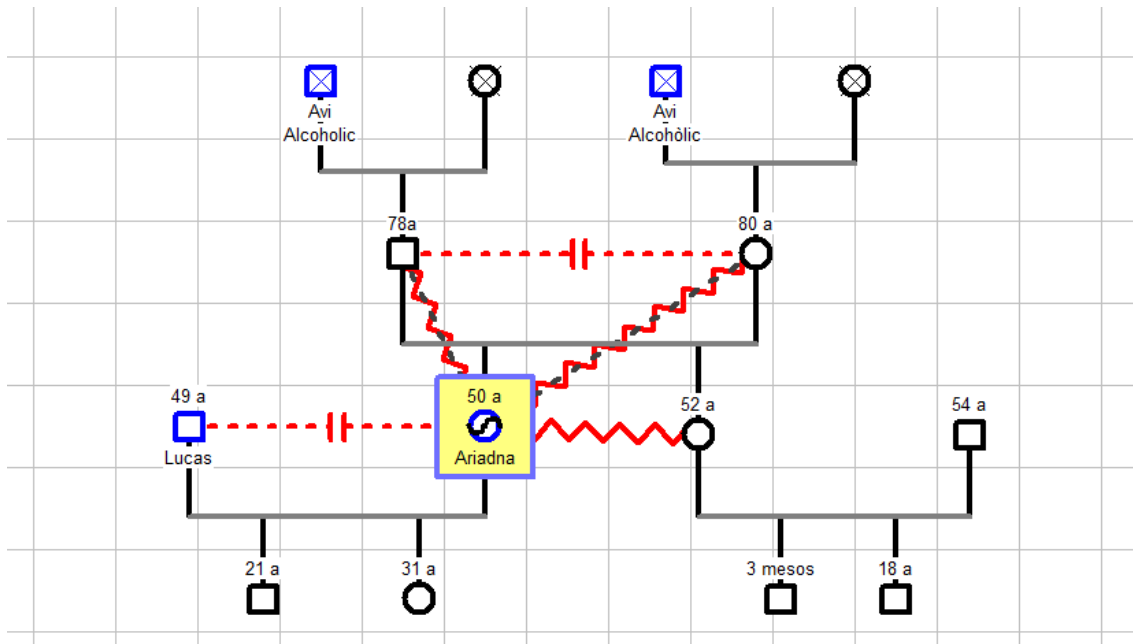 Avi
Alcoholic
Avi
Alcohòlic
78a
80 a
49 a
50 a
52 a
54 a
Lucas
Ariadna
21 a
31 a
3 mesos
18 a